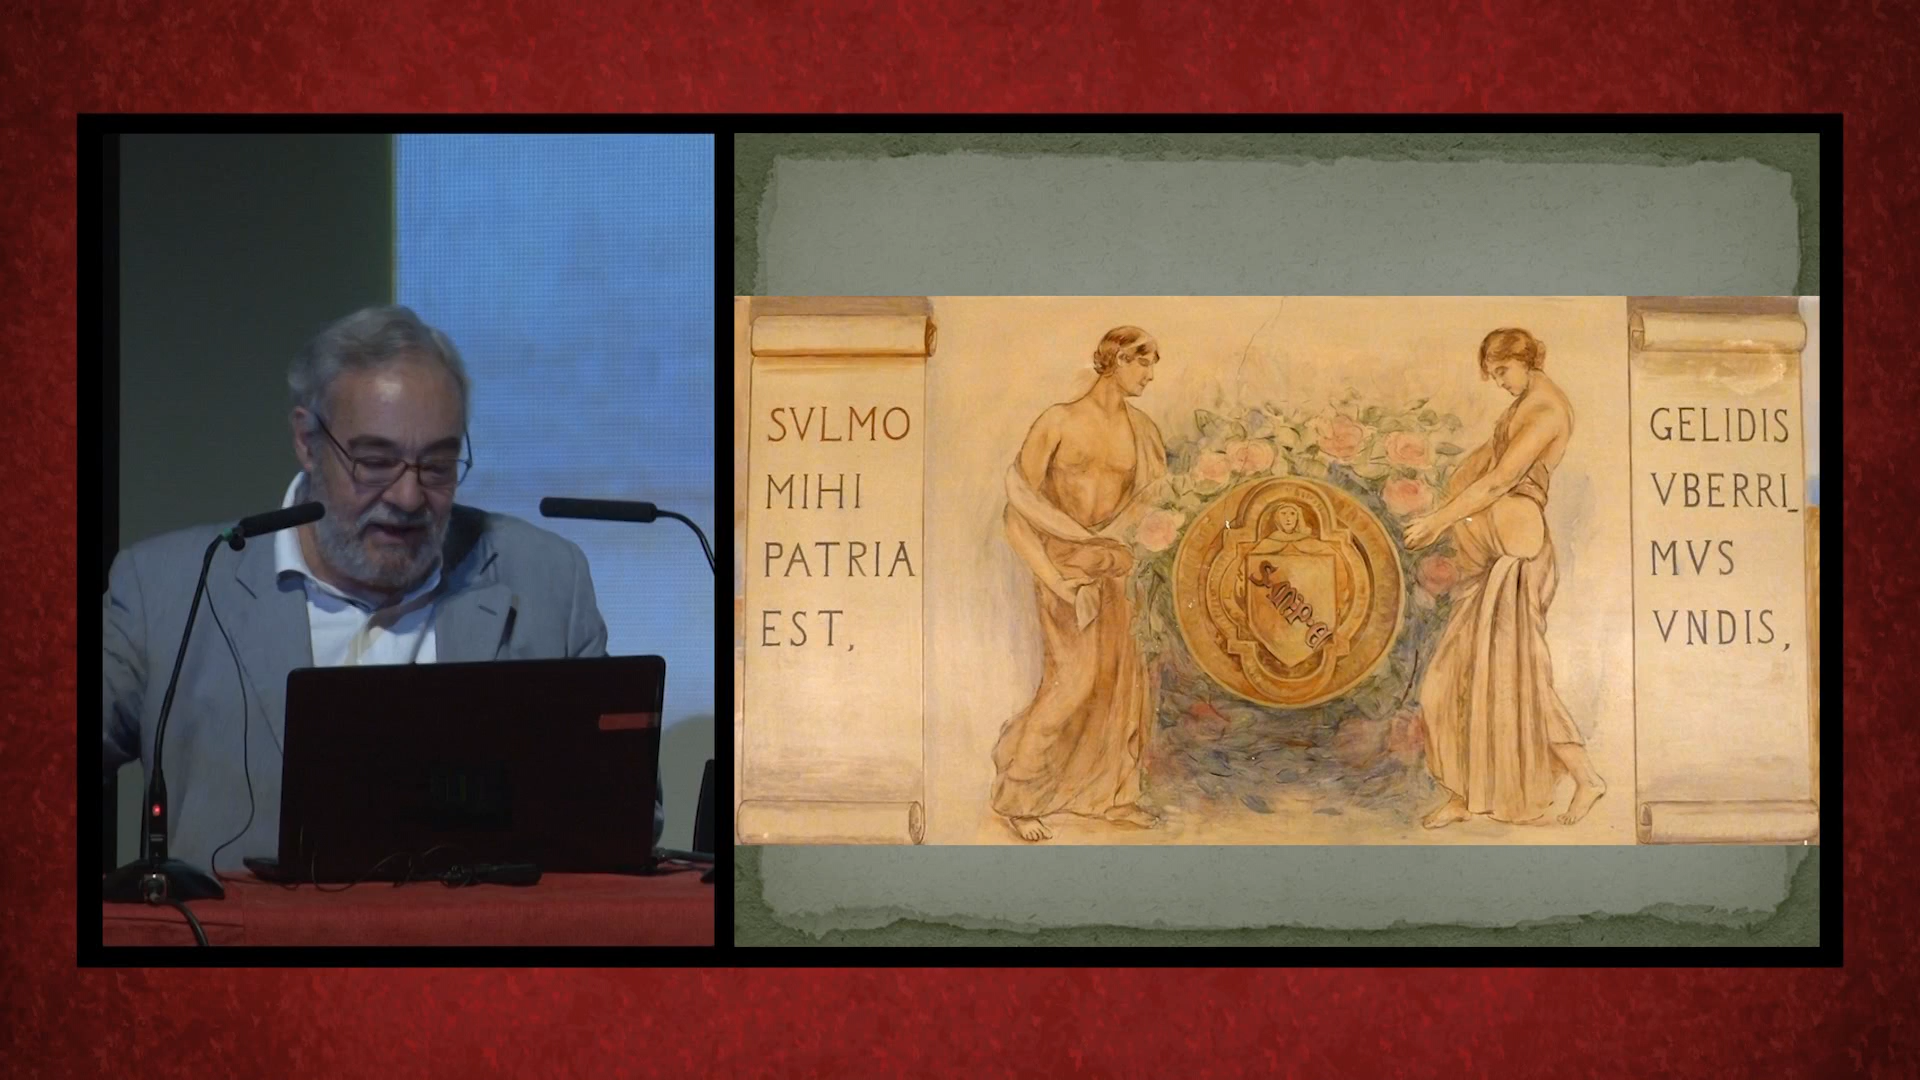 SVLMO
MIHI
PATRIA
EST,
S·M·P·E
GELIDIS
VBERRI_
MVS
VNDIS,